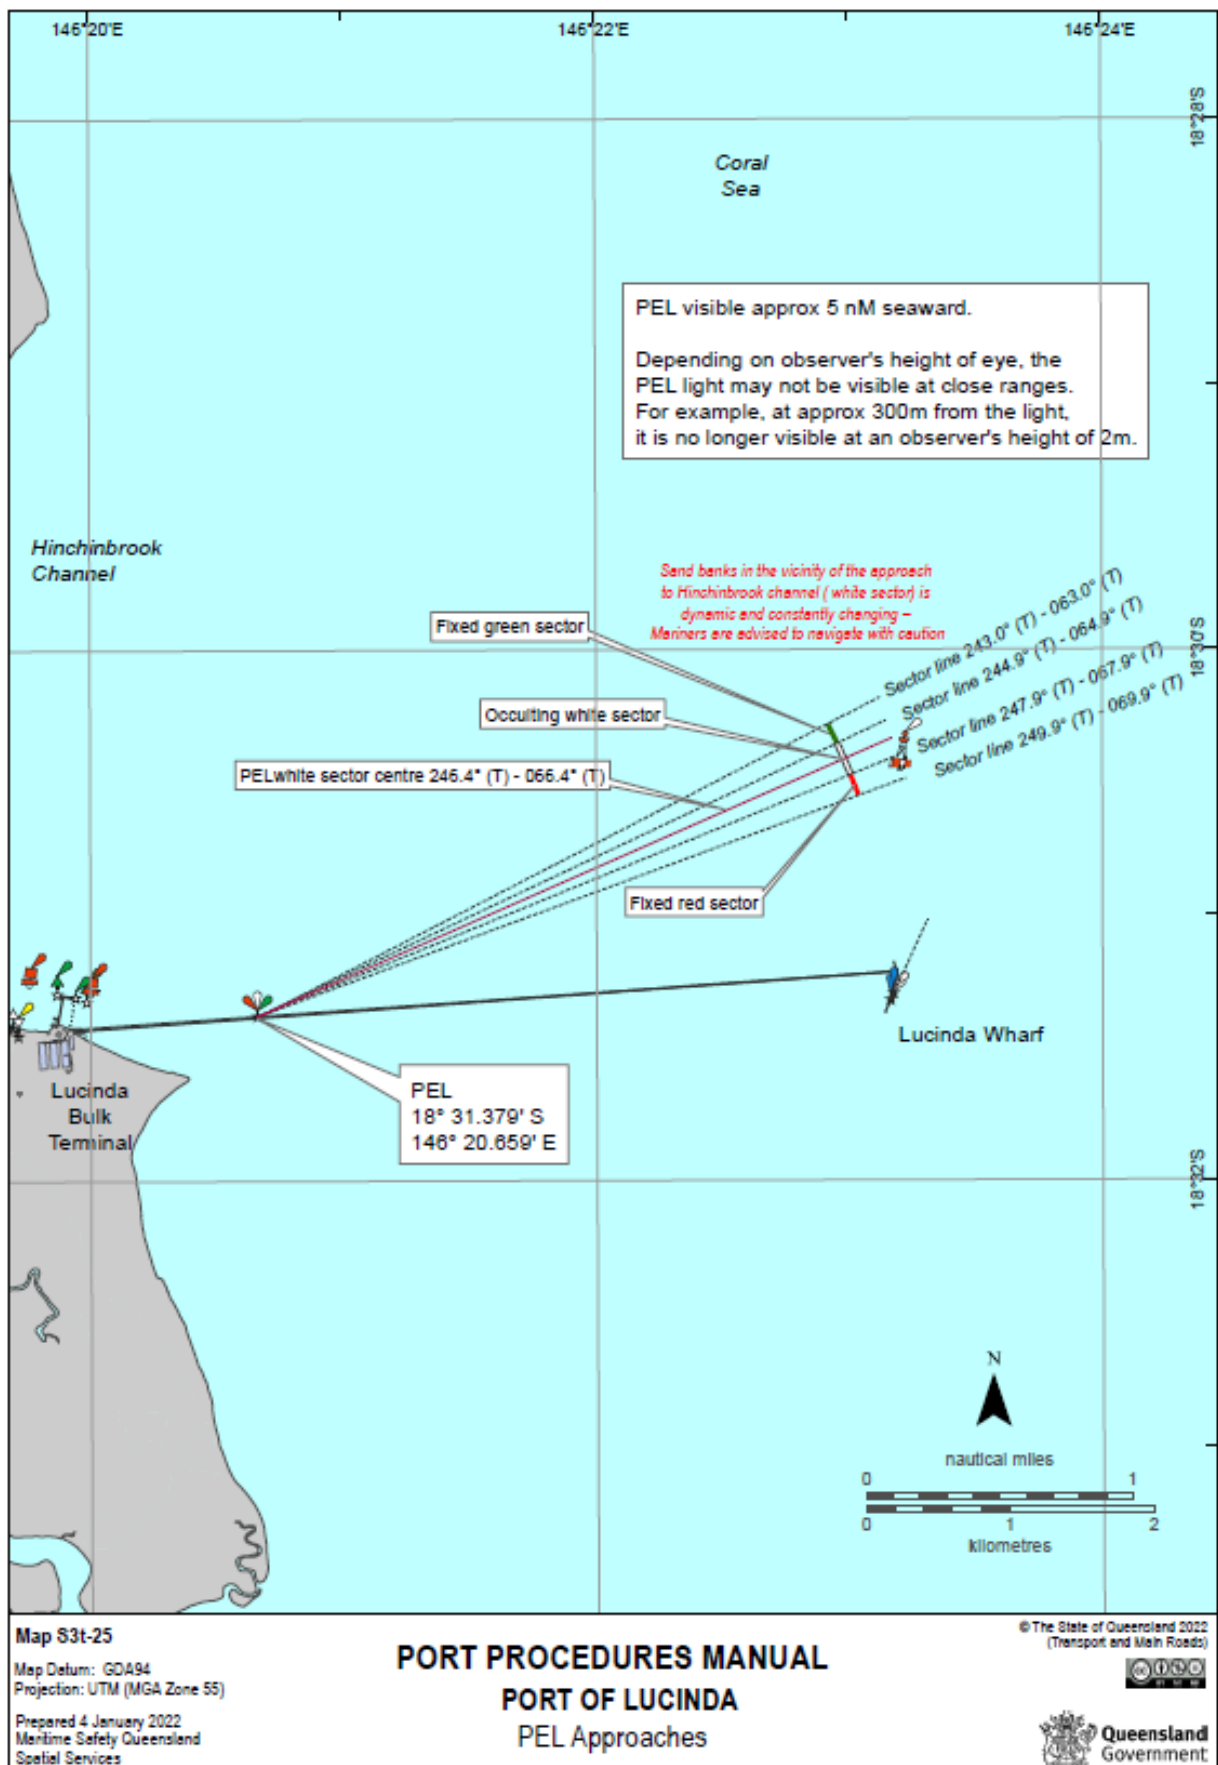 146°20'E
146°22'E
146°24'E
18°28'S
Coral
Sea
PEL visible approx 5 nM seaward.
Depending on observer's height of eye, the
PEL light may not be visible at close ranges.
For example, at approx 300m from the light,
it is no longer visible at an observer's height of 2m.
Hinchinbrook
Channel
Sand banks in the vicinity of the approach
to Hinchinbrook channel ( white sector) is
dynamic and constantly changing –
Mariners are advised to navigate with caution
Fixed green sector
Sector line 243.0° (T) - 063.0° (T)
Sector line 244.9° (T) - 064.9° (T)
Sector line 247.9° (T) - 067.9° (T)
Sector line 249.9° (T) - 069.9° (T)
18°30'S
Occulting white sector
PELwhite sector centre 246.4° (T) - 066.4° (T)
Fixed red sector
Lucinda Wharf
PEL
18° 31.379' S
146° 20.659' E
Lucinda
Bulk
Terminal
18°32'S
N
nautical miles
0 1
0 1 2
kilometres
Map S3t-25
Map Datum: GDA94
Projection: UTM (MGA Zone 55)
Prepared 4 January 2022
Maritime Safety Queensland
Spatial Services
PORT PROCEDURES MANUAL
PORT OF LUCINDA
PEL Approaches
© The State of Queensland 2022
(Transport and Main Roads)
Queensland
Government